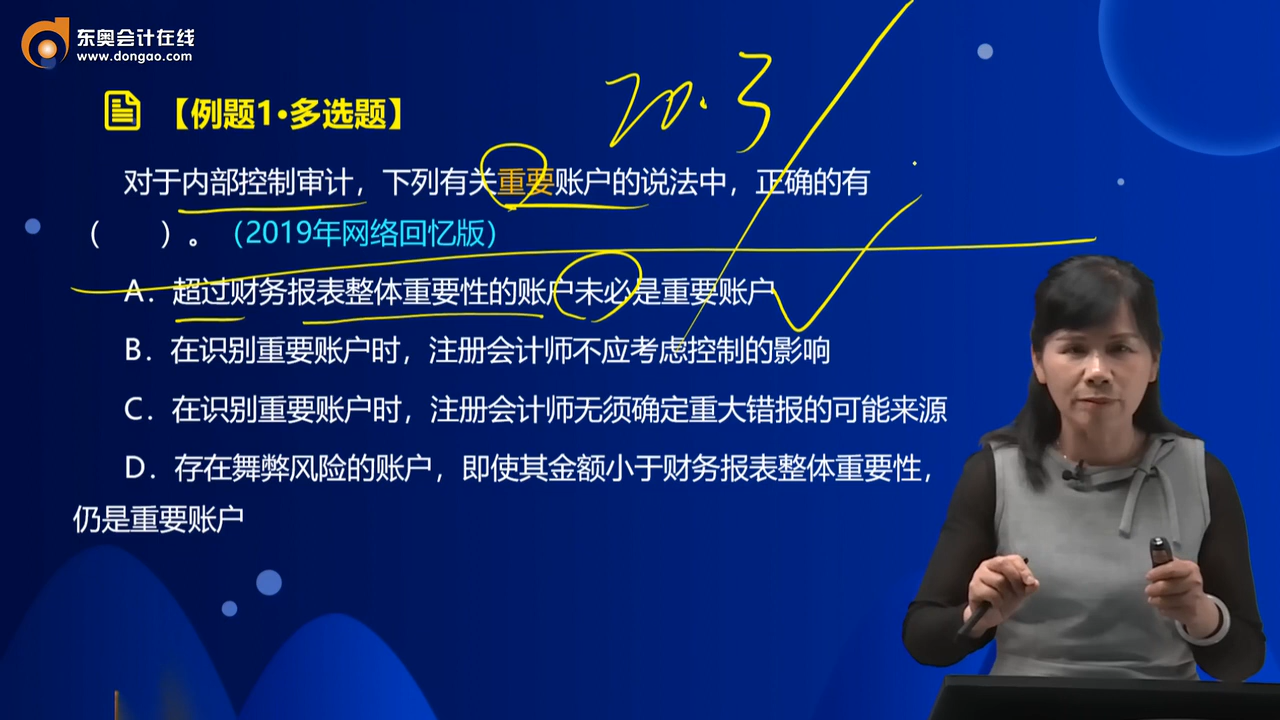 东奥会计在线
www.dongao.com
20.3
【例题1·多选题】
对于内部控制审计，下列有关重要账户的说法中，正确的有
（ ）。（2019年网络回忆版）
A．超过财务报表整体重要性的账户未必是重要账户
B．在识别重要账户时，注册会计师不应考虑控制的影响
C．在识别重要账户时，注册会计师无须确定重大错报的可能来源
D．存在舞弊风险的账户，即使其金额小于财务报表整体重要性，
仍是重要账户